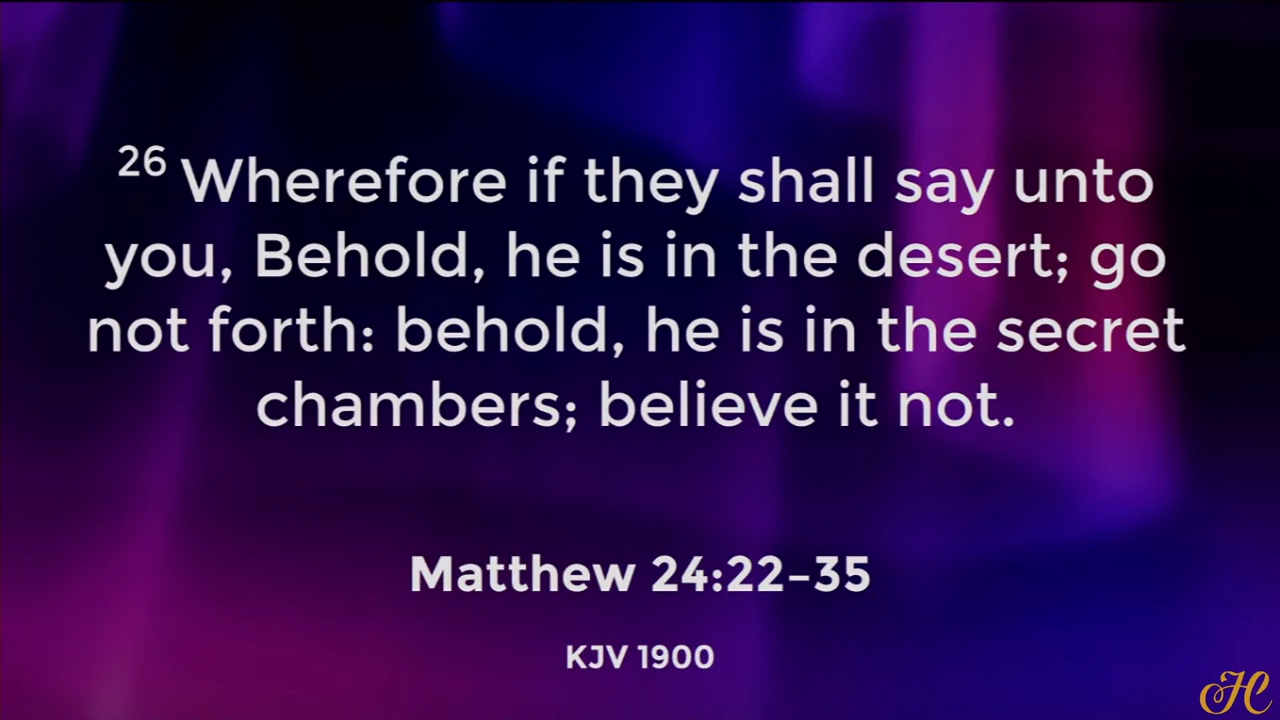 26 Wherefore if they shall say unto
you, Behold, he is in the desert; go
not forth: behold, he is in the secret
chambers; believe it not.
Matthew 24:22–35
KJV 1900